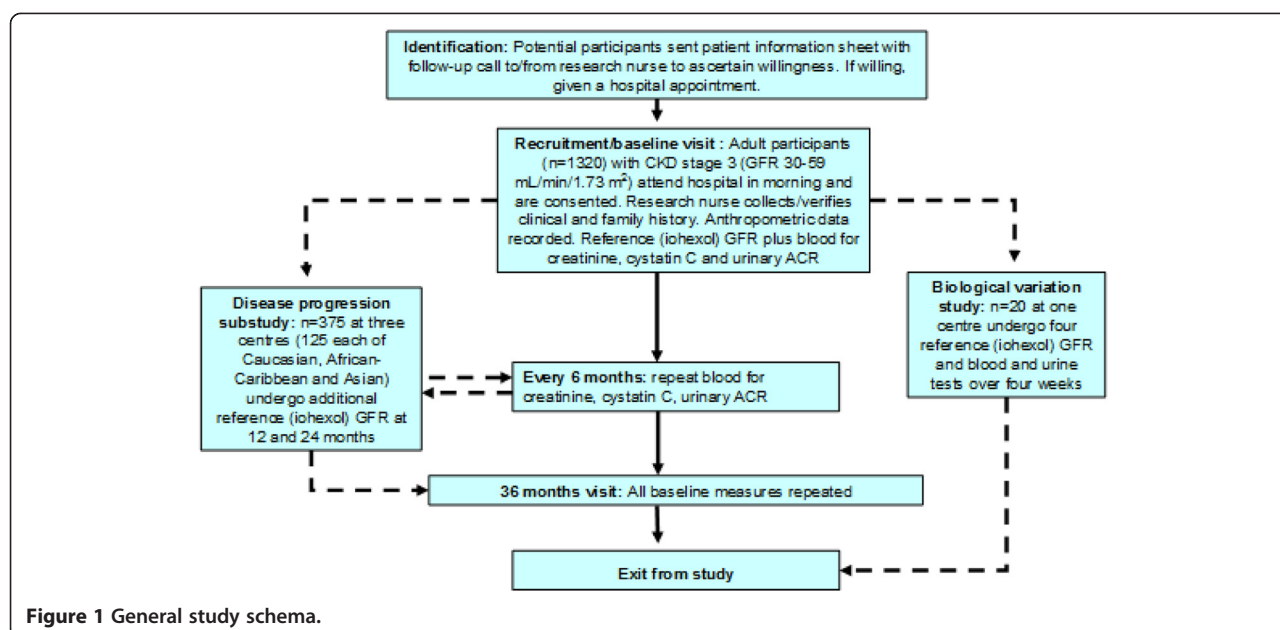 Identification: Potential participants sent patient information sheet with
follow-up call to/from research nurse to ascertain willingness. If willing,
given a hospital appointment.
Recruitment/baseline visit : Adult participants
(n=1320) with CKD stage 3 (GFR 30-59
mL/min/1.73 m²) attend hospital in morning and
are consented. Research nurse collects/verifies
clinical and family history. Anthropometric data
recorded. Reference (iohexol) GFR plus blood for
creatinine, cystatin C and urinary ACR
Disease progression
substudy: n=375 at three
centres (125 each of
Caucasian, African-
Caribbean and Asian)
undergo additional
reference (iohexol) GFR at
12 and 24 months
Every 6 months: repeat blood for
creatinine, cystatin C, urinary ACR
Biological variation
study: n=20 at one
centre undergo four
reference (iohexol) GFR
and blood and urine
tests over four weeks
36 months visit: All baseline measures repeated
Exit from study
Figure 1 General study schema.